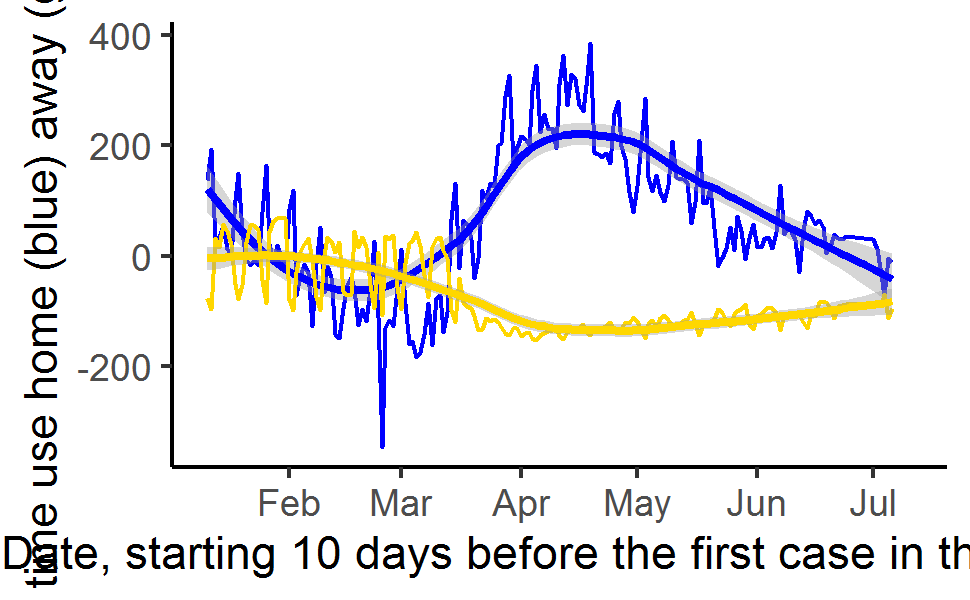 time use home (blue) away (
400
200
0
-200
Feb Mar Apr May Jun Jul
Date, starting 10 days before the first case in th